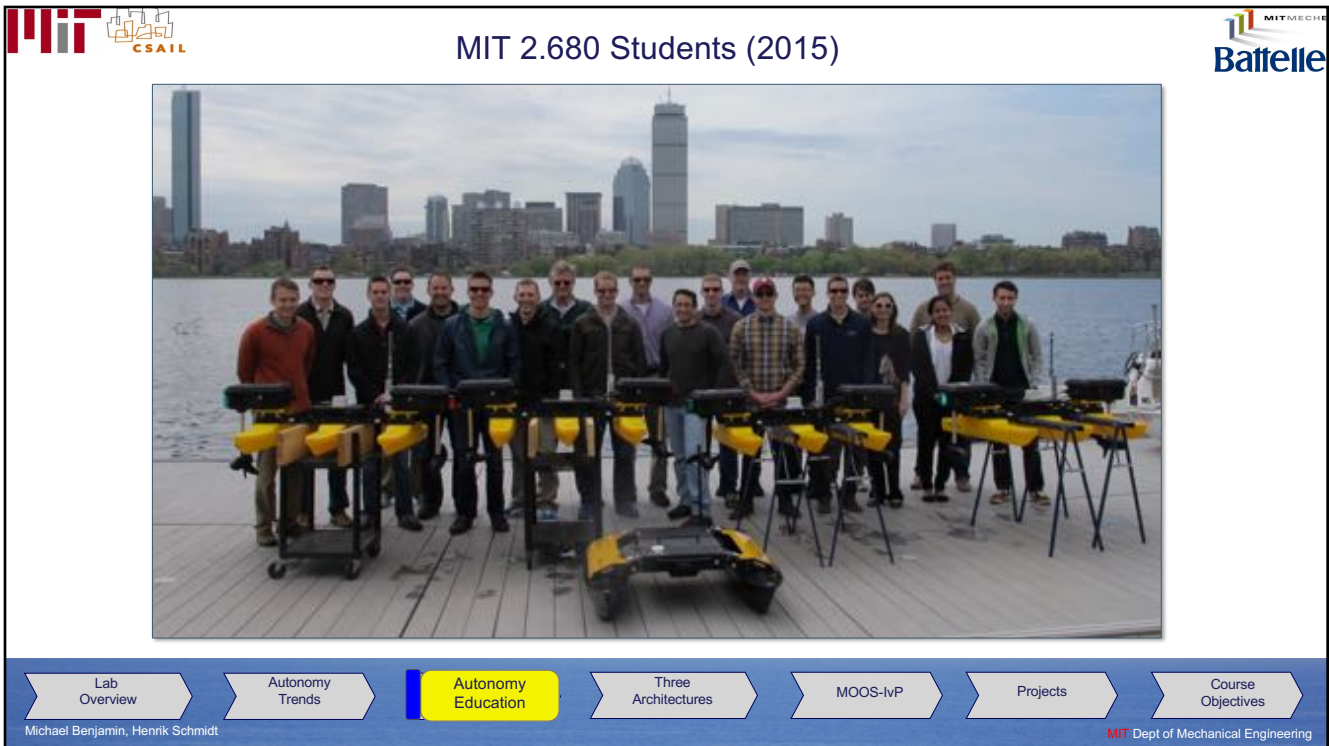 MIT
CSAIL
MIT 2.680 Students (2015)
MITMECHE
Battelle
Lab
Overview
Autonomy
Trends
Autonomy
Education
Three
Architectures
MOOS-IvP
Projects
Course
Objectives
Michael Benjamin, Henrik Schmidt
MIT Dept of Mechanical Engineering